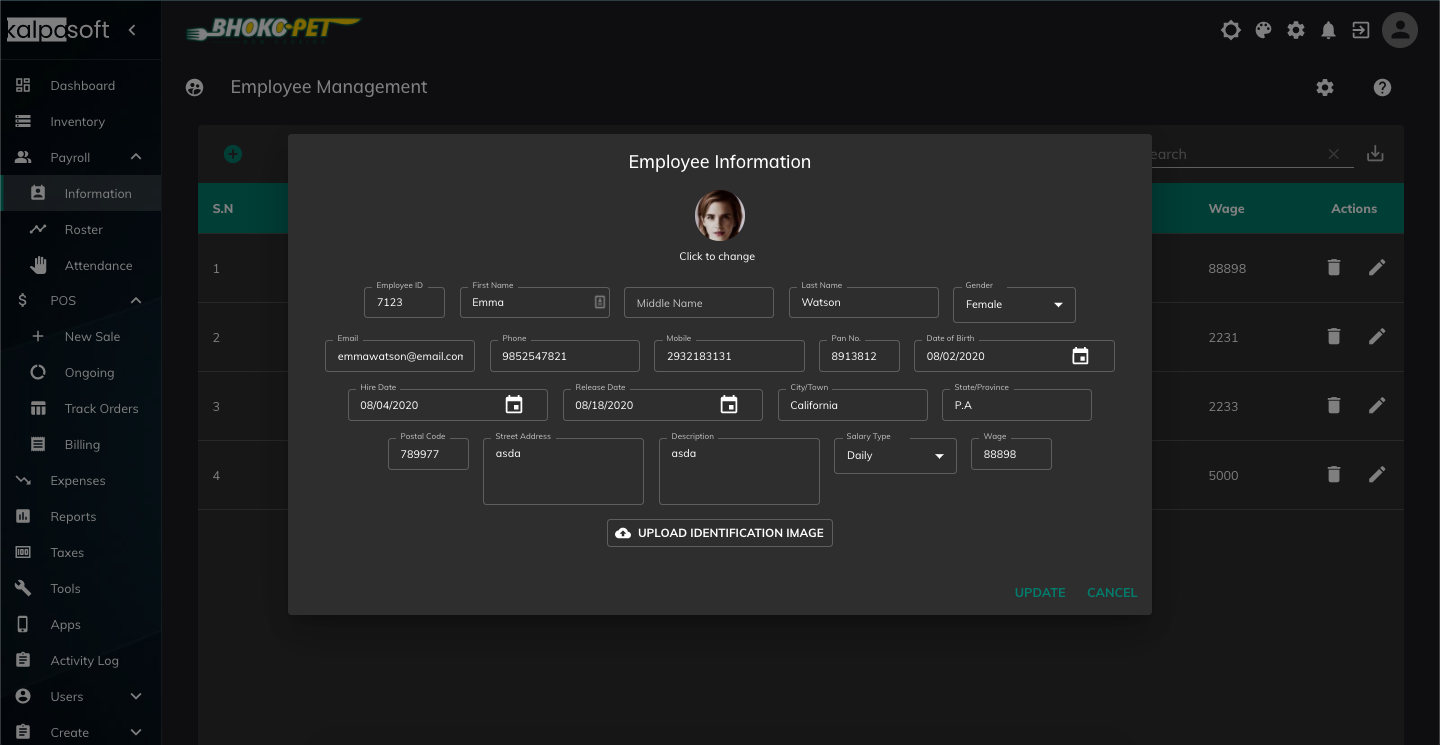 kalpasoft
BHOKO-PET
Dashboard
Inventory
Payroll
Information
Roster
Attendance
POS
New Sale
Ongoing
Track Orders
Billing
Expenses
Reports
Taxes
Tools
Apps
Activity Log
Users
Create
Employee Management
earch
S.N
Wage
Actions
1
88898
2
2231
3
2233
4
5000
Employee Information
Click to change
Employee ID
7123
First Name
Emma
Middle Name
Last Name
Watson
Gender
Female
Email
emmawatson@email.com
Phone
9852547821
Mobile
2932183131
Pan No.
8913812
Date of Birth
08/02/2020
Hire Date
08/04/2020
Release Date
08/18/2020
City/Town
California
State/Province
P.A
Postal Code
789977
Street Address
asda
Description
asda
Salary Type
Daily
Wage
88898
UPLOAD IDENTIFICATION IMAGE
UPDATE
CANCEL